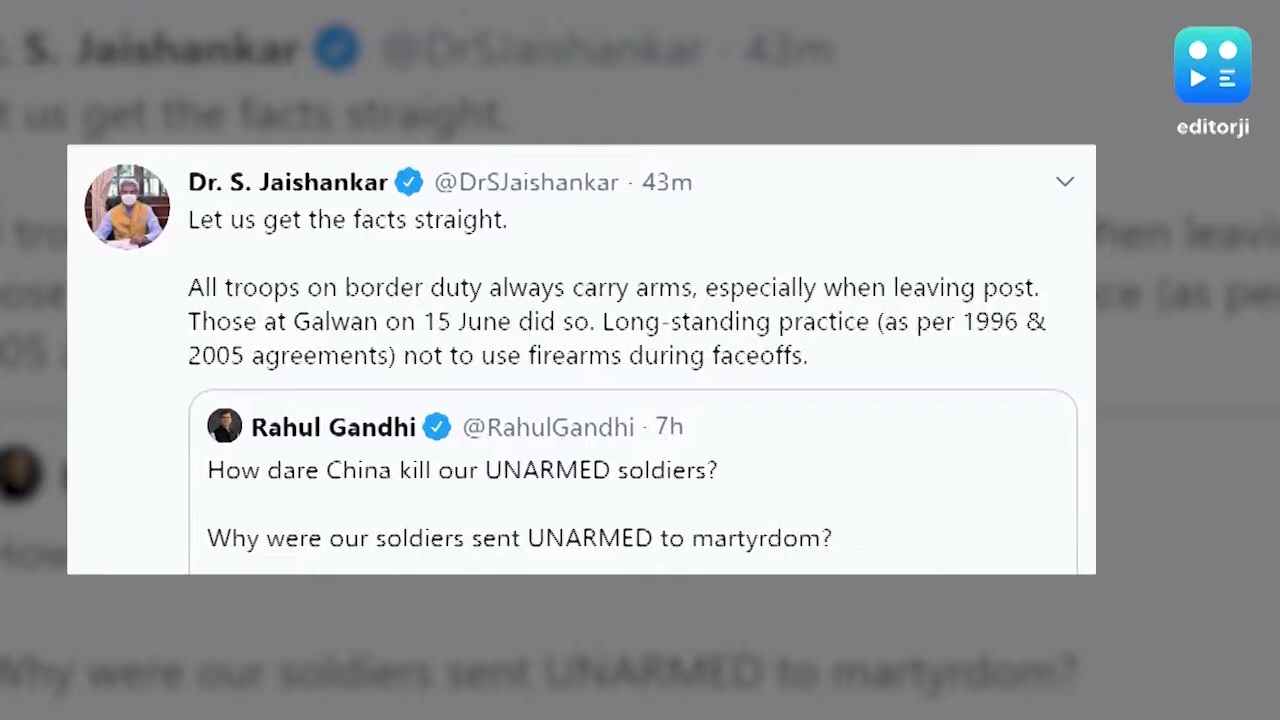 . S. Jaishankar @DrSJaishankar · 43m
t us get the facts straight.
editorji
Dr. S. Jaishankar @DrSJaishankar · 43m
Let us get the facts straight.
All troops on border duty always carry arms, especially when leaving post.
Those at Galwan on 15 June did so. Long-standing practice (as per 1996 &
2005 agreements) not to use firearms during faceoffs.
Rahul Gandhi @RahulGandhi · 7h
How dare China kill our UNARMED soldiers?
Why were our soldiers sent UNARMED to martyrdom?
Why were our soldiers sent UNARMED to martyrdom?